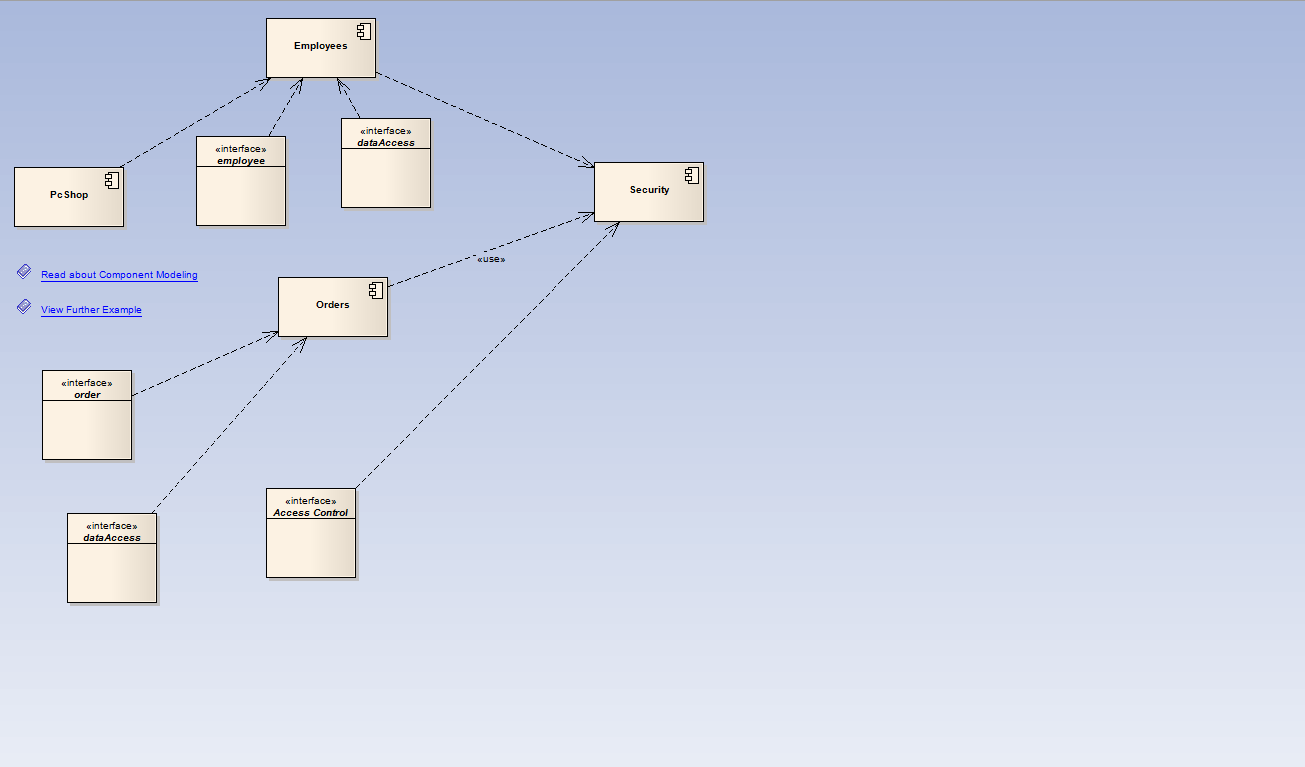 Employees
«interface»
dataAccess
«interface»
employee
PcShop
Security
«use»
Read about Component Modeling
View Further Example
Orders
«interface»
order
«interface»
Access Control
«interface»
dataAccess